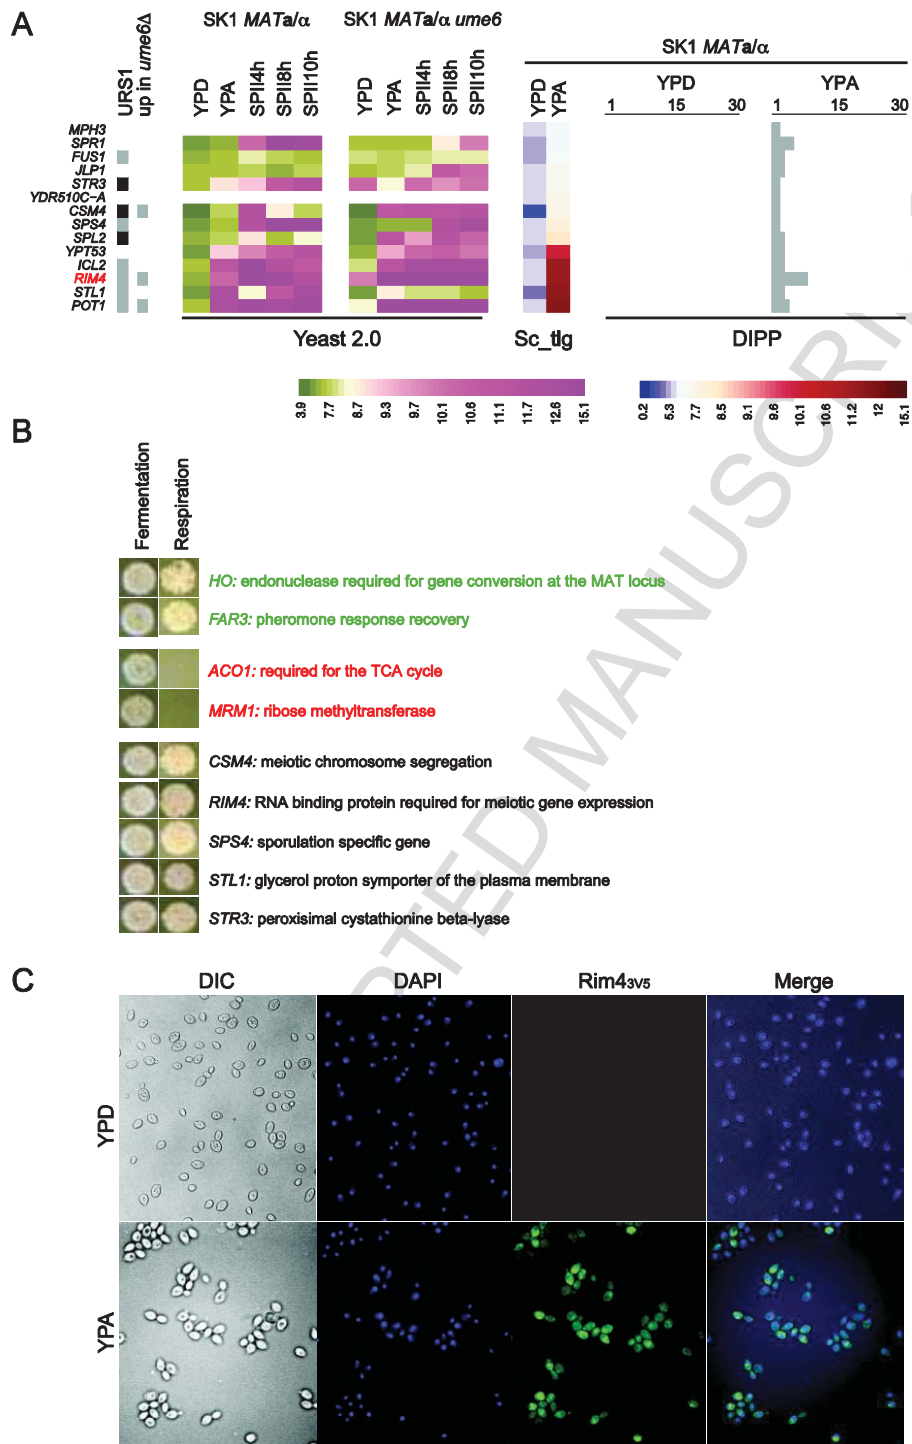 A
SK1 MATa/α
SK1 MATa/α ume6
SK1 MATa/α
URS1
up in ume6Δ
YPD
YPA
SPII4h
SPII8h
SPII10h
YPD
YPA
SPII4h
SPII8h
SPII10h
YPD
YPA
YPD
1 15 30
YPA
1 15 30
MPH3
SPR1
FUS1
JLP1
STR3
YDR510C-A
CSM4
SPS4
SPL2
YPT53
ICL2
RIM4
STL1
POT1
Yeast 2.0
Sc_tlg
DIPP
3.9
7.7
8.7
9.3
9.7
10.1
10.6
11.2
12.6
15.1
0.2
5.3
7.7
8.5
9.1
9.6
10.1
10.6
11.2
12
15.1
B
Fermentation
Respiration
HO: endonuclease required for gene conversion at the MAT locus
FAR3: pheromone response recovery
ACO1: required for the TCA cycle
MRM1: ribose methyltransferase
CSM4: meiotic chromosome segregation
RIM4: RNA binding protein required for meiotic gene expression
SPS4: sporulation specific gene
STL1: glycerol proton symporter of the plasma membrane
STR3: peroxisimal cystathionine beta-lyase
C
DIC
DAPI
Rim43V5
Merge
YPD
YPA